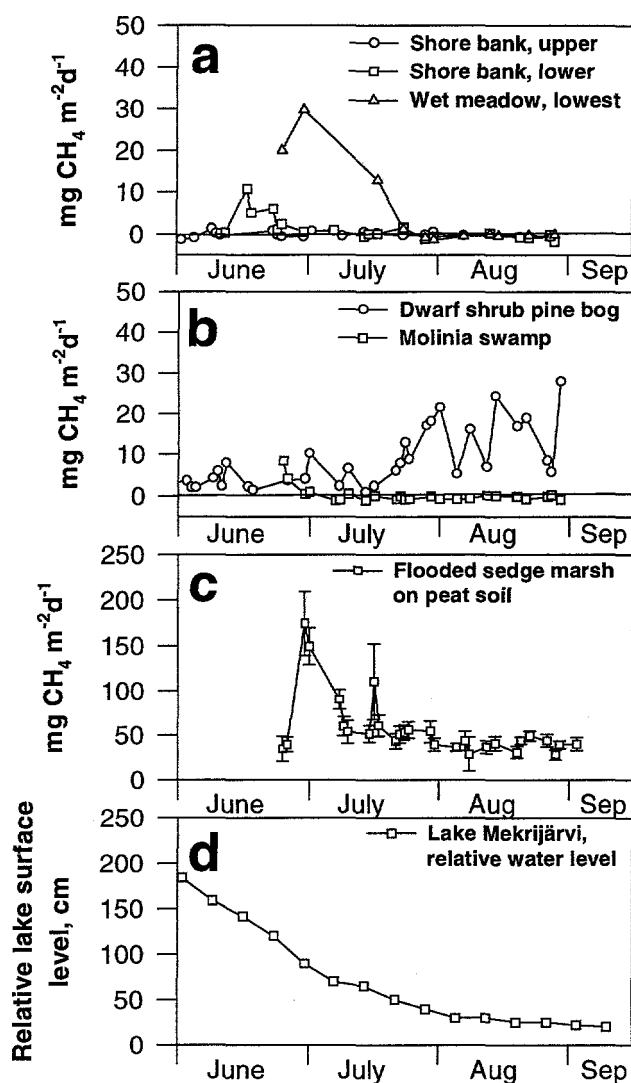 a
Shore bank, upper
Shore bank, lower
Wet meadow, lowest
mg CH4 m-2d-1
50
40
30
20
10
0
June July Aug Sep
b
Dwarf shrub pine bog
Molinia swamp
mg CH4 m-2d-1
50
40
30
20
10
0
June July Aug Sep
c
Flooded sedge marsh
on peat soil
mg CH4 m-2d-1
250
200
150
100
50
0
June July Aug Sep
d
Lake Mekrijärvi,
relative water level
Relative lake surface
level, cm
250
200
150
100
50
0
June July Aug Sep